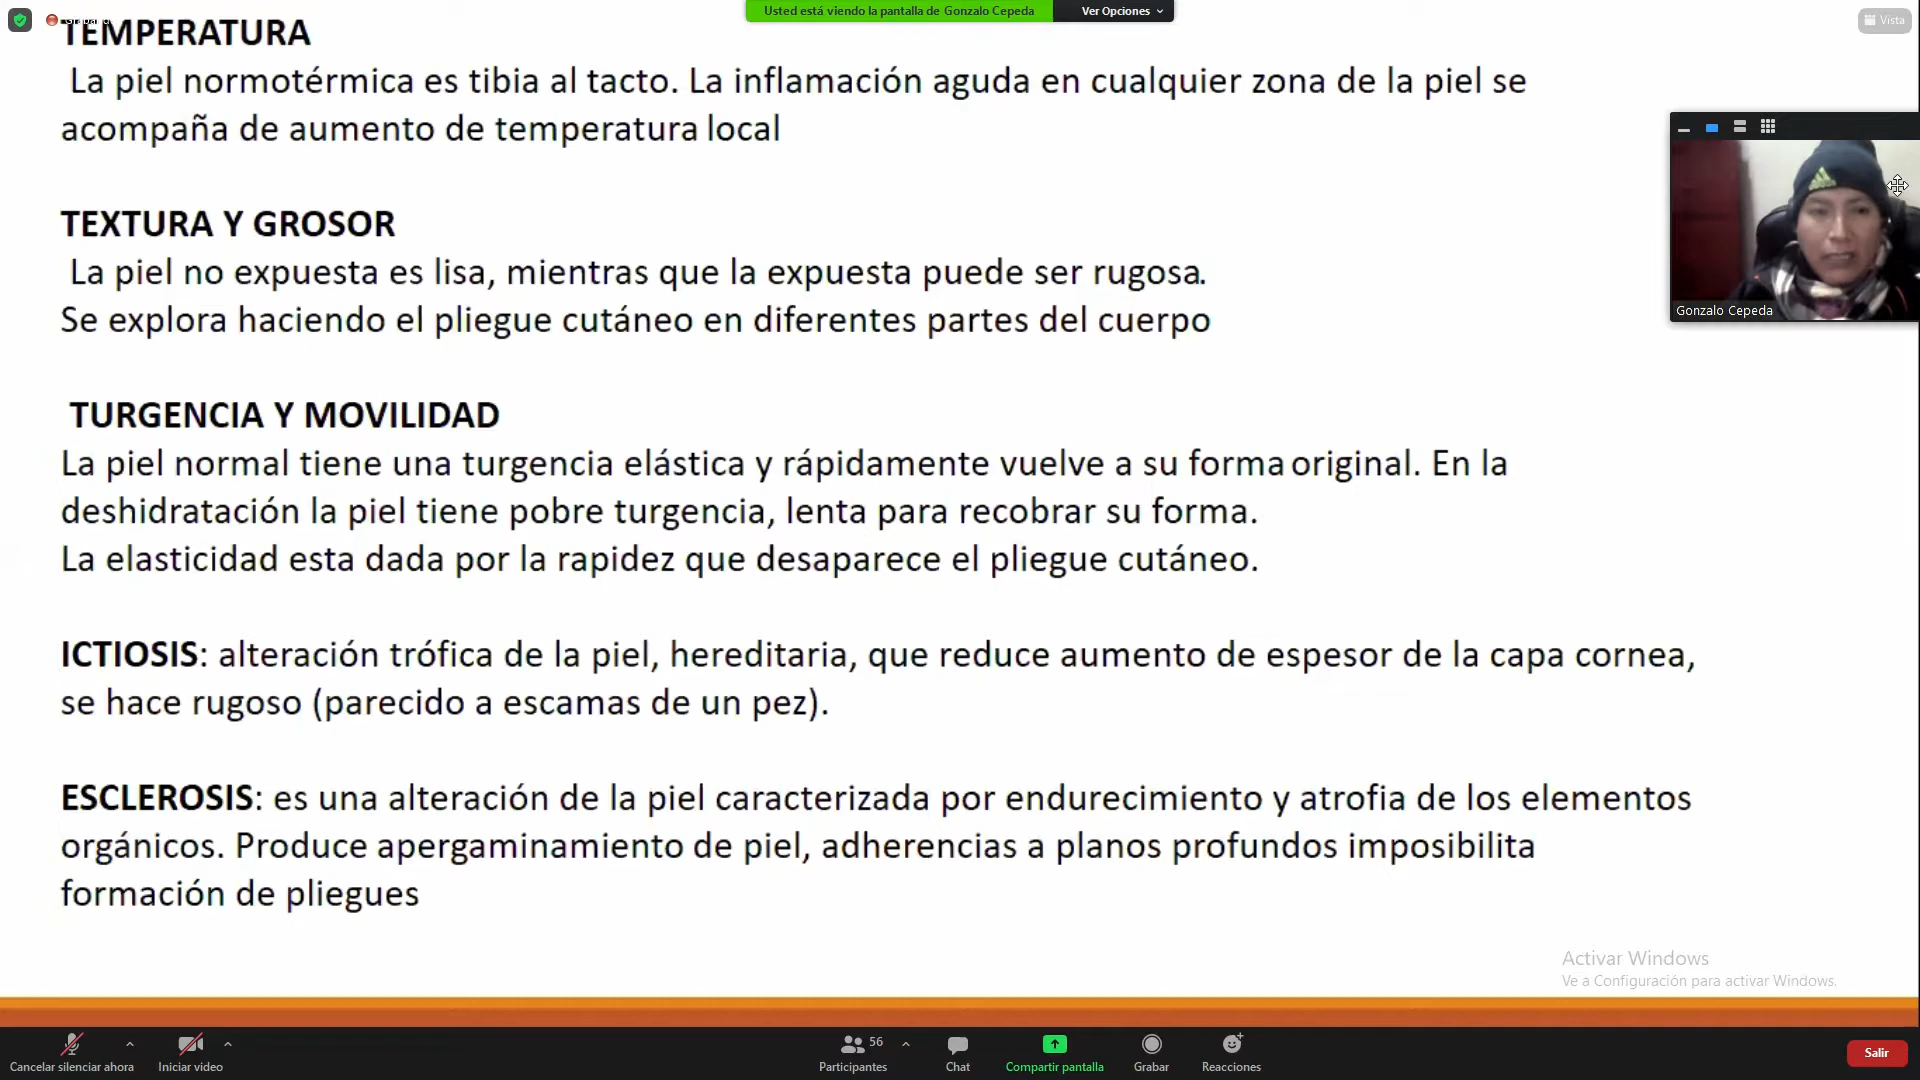 Usted está viendo la pantalla de Gonzalo Cepeda Ver Opciones
Vista
TEMPERATURA
La piel normotérmica es tibia al tacto. La inflamación aguda en cualquier zona de la piel se
acompaña de aumento de temperatura local
TEXTURA Y GROSOR
La piel no expuesta es lisa, mientras que la expuesta puede ser rugosa.
Se explora haciendo el pliegue cutáneo en diferentes partes del cuerpo
Gonzalo Cepeda
TURGENCIA Y MOVILIDAD
La piel normal tiene una turgencia elástica y rápidamente vuelve a su forma original. En la
deshidratación la piel tiene pobre turgencia, lenta para recobrar su forma.
La elasticidad esta dada por la rapidez que desaparece el pliegue cutáneo.
ICTIOSIS: alteración trófica de la piel, hereditaria, que reduce aumento de espesor de la capa cornea,
se hace rugoso (parecido a escamas de un pez).
ESCLEROSIS: es una alteración de la piel caracterizada por endurecimiento y atrofia de los elementos
orgánicos. Produce apergaminamiento de piel, adherencias a planos profundos imposibilita
formación de pliegues
Activar Windows
Ve a Configuración para activar Windows.
56
Cancelar silenciar ahora Iniciar video Participantes Chat Compartir pantalla Grabar Reacciones Salir